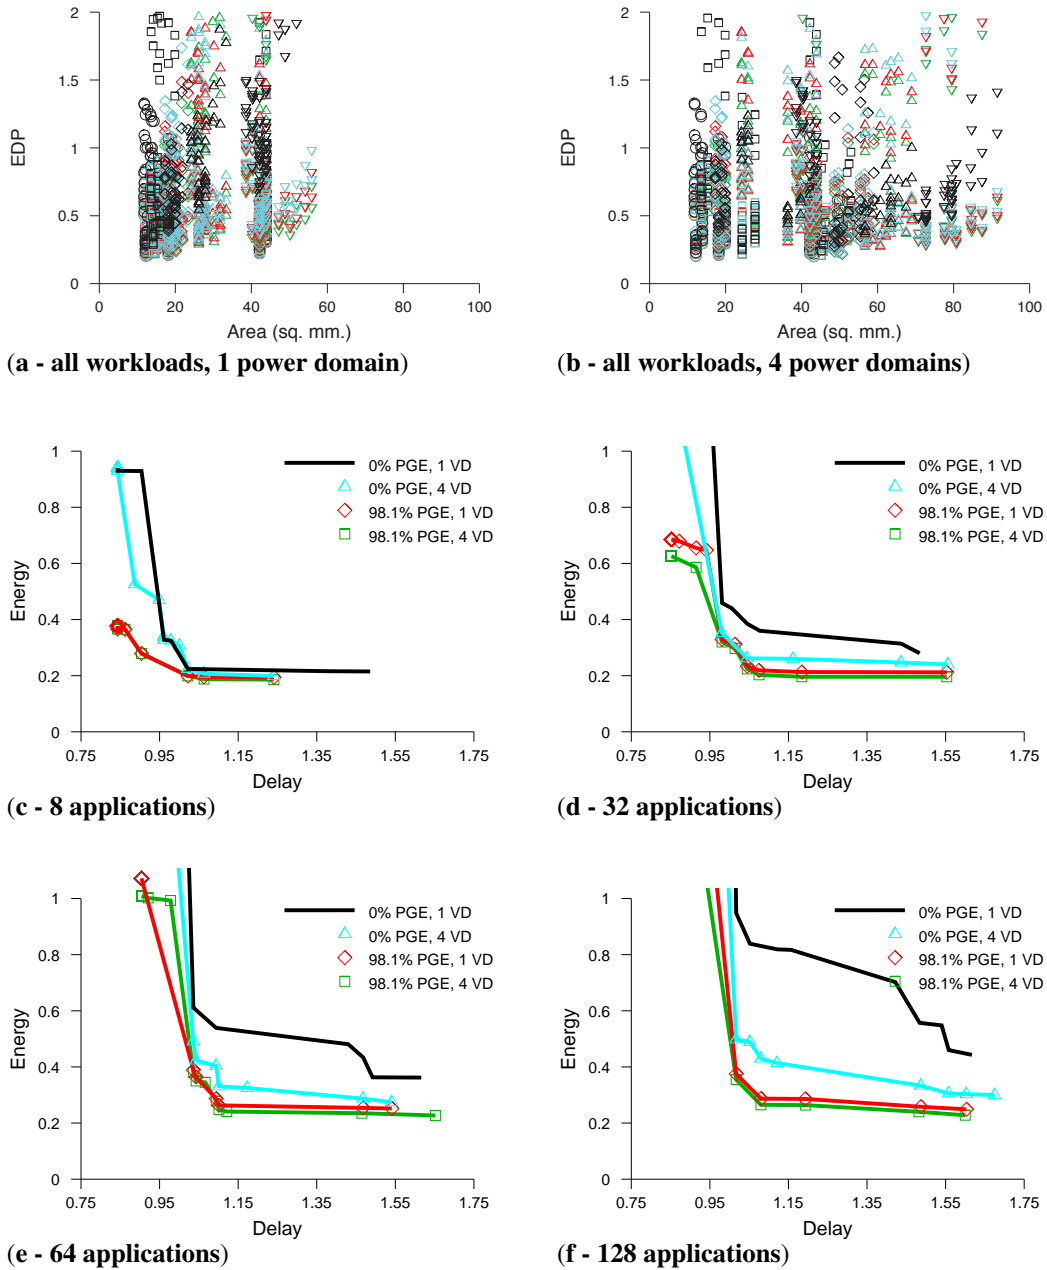 2
1.5
1
0.5
0
EDP
0 20 40 60 80 100
Area (sq. mm.)
(a - all workloads, 1 power domain)
2
1.5
1
0.5
0
EDP
0 20 40 60 80 100
Area (sq. mm.)
(b - all workloads, 4 power domains)
1
0.8
0.6
0.4
0.2
0
Energy
0% PGE, 1 VD
0% PGE, 4 VD
98.1% PGE, 1 VD
98.1% PGE, 4 VD
0.75 0.95 1.15 1.35 1.55 1.75
Delay
(c - 8 applications)
1
0.8
0.6
0.4
0.2
0
Energy
0% PGE, 1 VD
0% PGE, 4 VD
98.1% PGE, 1 VD
98.1% PGE, 4 VD
0.75 0.95 1.15 1.35 1.55 1.75
Delay
(d - 32 applications)
1
0.8
0.6
0.4
0.2
0
Energy
0% PGE, 1 VD
0% PGE, 4 VD
98.1% PGE, 1 VD
98.1% PGE, 4 VD
0.75 0.95 1.15 1.35 1.55 1.75
Delay
(e - 64 applications)
1
0.8
0.6
0.4
0.2
0
Energy
0% PGE, 1 VD
0% PGE, 4 VD
98.1% PGE, 1 VD
98.1% PGE, 4 VD
0.75 0.95 1.15 1.35 1.55 1.75
Delay
(f - 128 applications)